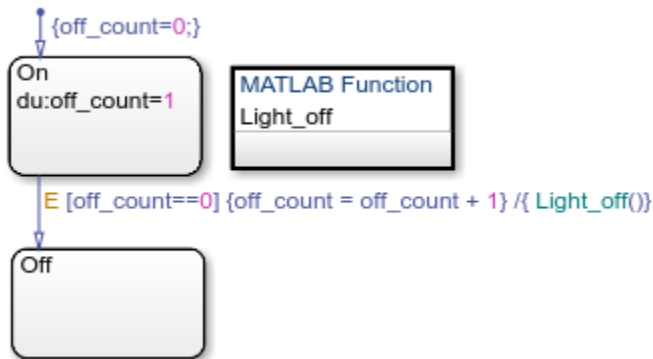 {off_count=0;}
On
du:off_count=1
MATLAB Function
Light_off
E [off_count==0] {off_count = off_count + 1} /{ Light_off()}
Off